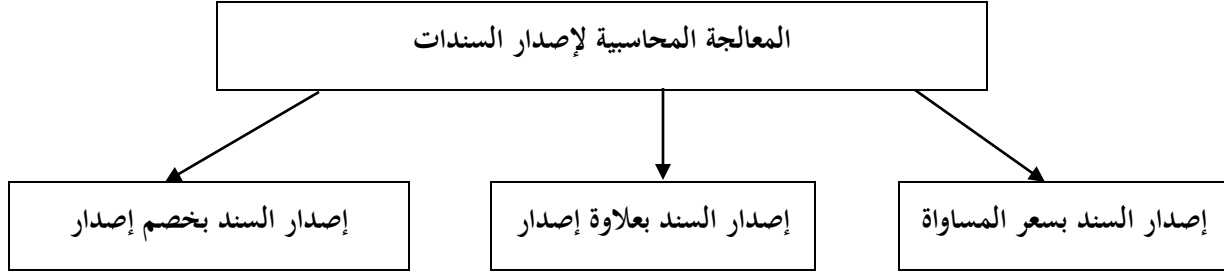 المعالجة المحاسبية لإصدار السندات
إصدار السند بسعر المساواة
إصدار السند بعلاوة إصدار
إصدار السند بخصم إصدار